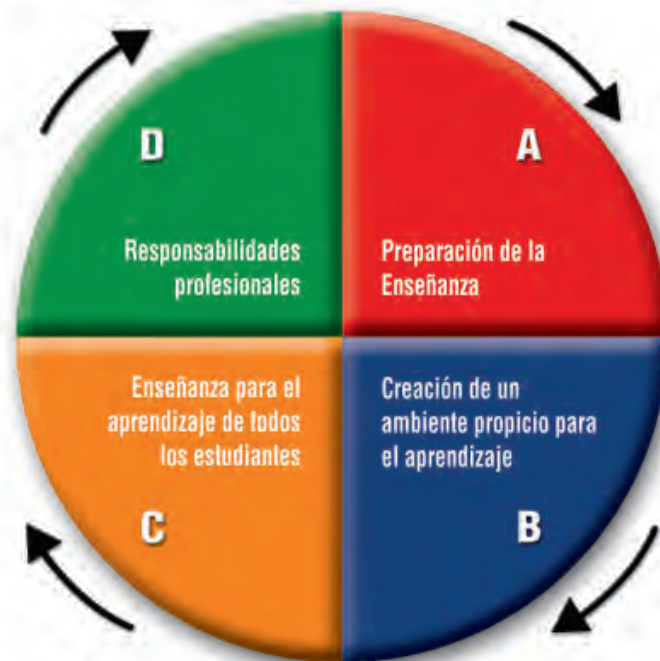 D
Responsabilidades
profesionales
A
Preparación de la
Enseñanza
Enseñanza para el
aprendizaje de todos
los estudiantes
C
Creación de un
ambiente propicio para
el aprendizaje
B